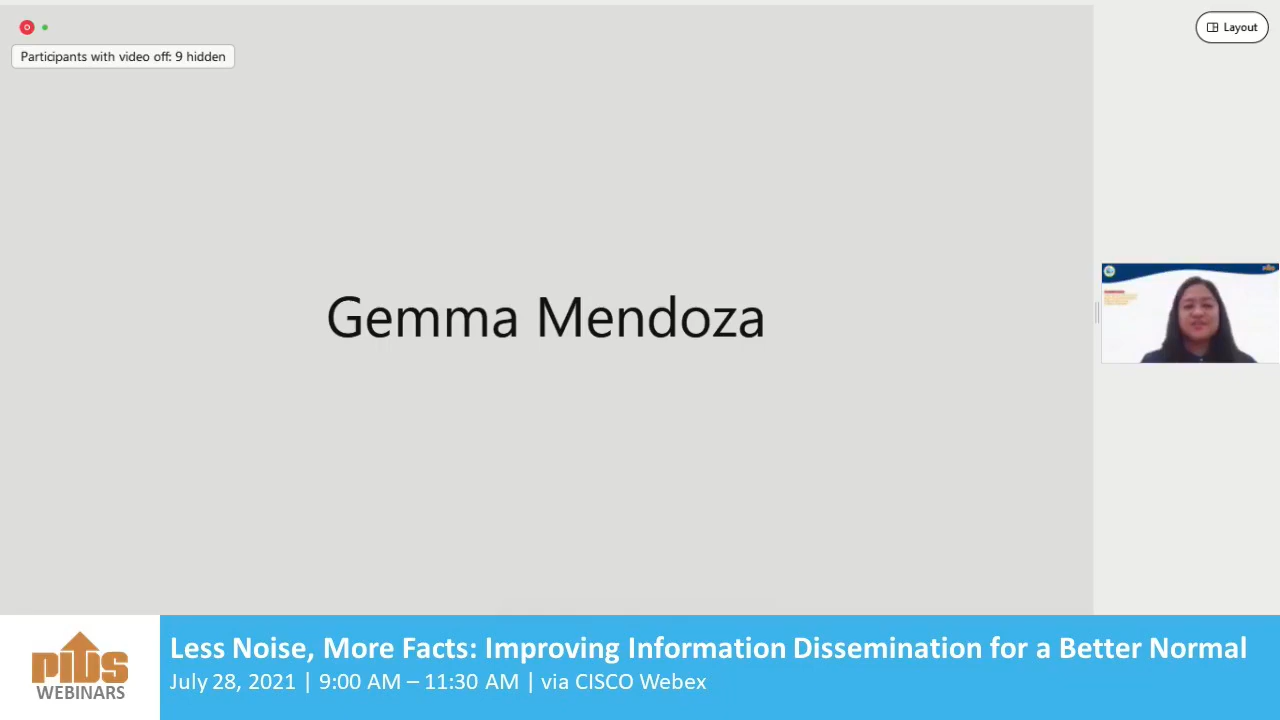 Layout
Participants with video off: 9 hidden
Gemma Mendoza
Less Noise, More Facts: Improving Information Dissemination for a Better Normal
July 28, 2021 | 9:00 AM – 11:30 AM | via CISCO Webex
PIDS
WEBINARS